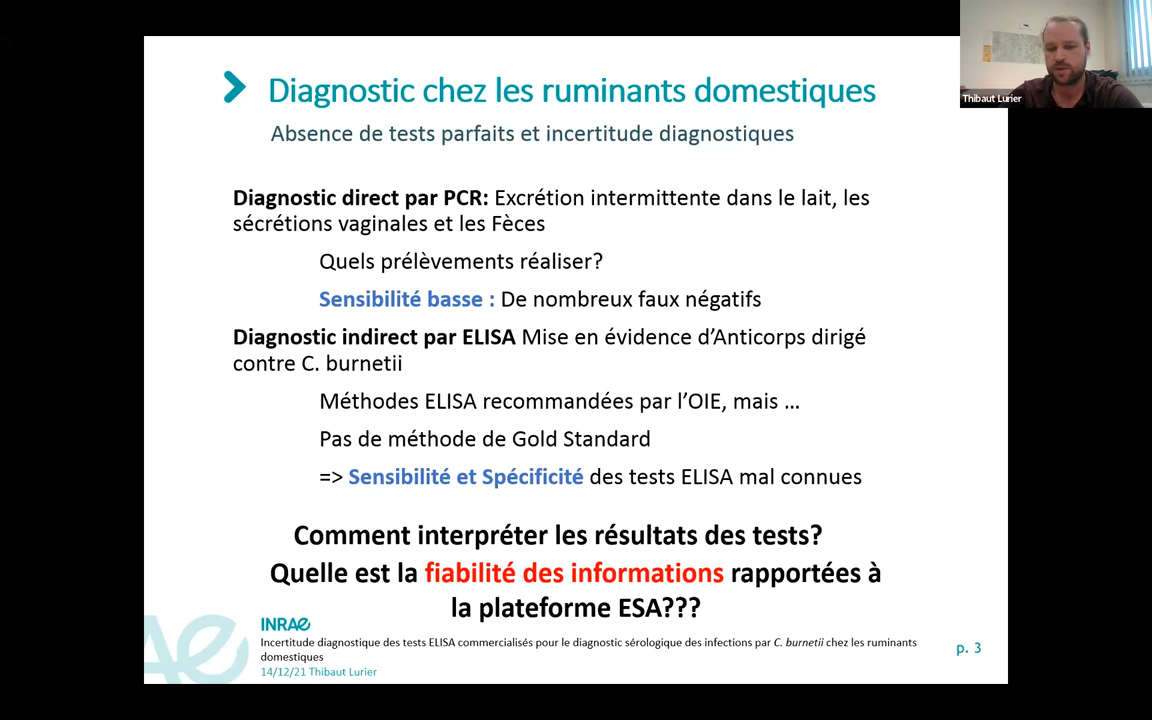 Diagnostic chez les ruminants domestiques
Thibaut Lurier
Absence de tests parfaits et incertitude diagnostiques
Diagnostic direct par PCR: Excrétion intermittente dans le lait, les
sécrétions vaginales et les Fèces
Quels prélèvements réaliser?
Sensibilité basse : De nombreux faux négatifs
Diagnostic indirect par ELISA Mise en évidence d’Anticorps dirigé
contre C. burnetii
Méthodes ELISA recommandées par l’OIE, mais …
Pas de méthode de Gold Standard
=> Sensibilité et Spécificité des tests ELISA mal connues
Comment interpréter les résultats des tests?
Quelle est la fiabilité des informations rapportées à
la plateforme ESA???
INRAE
Incertitude diagnostique des tests ELISA commercialisés pour le diagnostic sérologique des infections par C. burnetii chez les ruminants
domestiques
14/12/21 Thibaut Lurier
p. 3